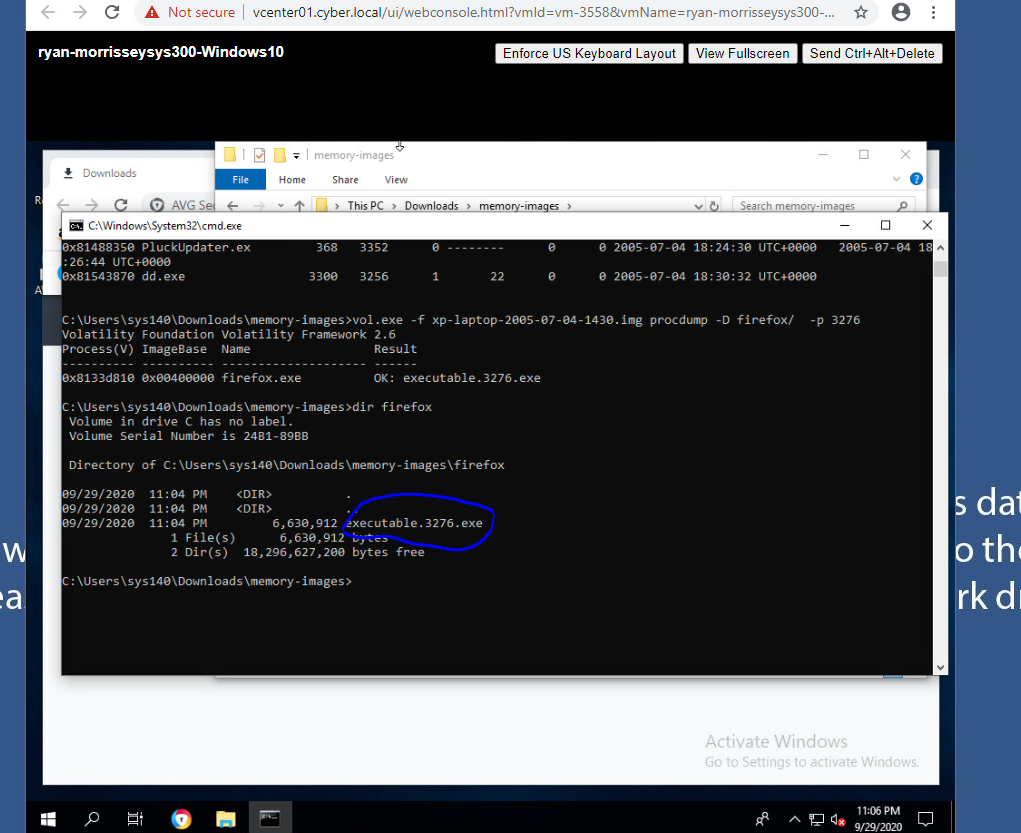 Not secure | vcenter01.cyber.local/ui/webconsole.html?vmId=vm-3558&vmName=ryan-morrisseysys300-...
ryan-morrisseysys300-Windows10
Enforce US Keyboard Layout View Fullscreen Send Ctrl+Alt+Delete
memory-images
Downloads
File Home Share View
AVG Sec
This PC > Downloads > memory-images >
Search memory-images
C:\Windows\System32\cmd.exe
0x81488350 PluckUpdater.ex 368 3352 0 -------- 0 0 2005-07-04 18:24:30 UTC+0000 2005-07-04 18
:26:44 UTC+0000
0x81543870 dd.exe 3300 3256 1 22 0 0 2005-07-04 18:30:32 UTC+0000
C:\Users\sys140\Downloads\memory-images>vol.exe -f xp-laptop-2005-07-04-1430.img procdump -D firefox/ -p 3276
Volatility Foundation Volatility Framework 2.6
Process(V) ImageBase Name Result
---------- ---------- -------------------- ------
0x8133d810 0x00400000 firefox.exe OK: executable.3276.exe
C:\Users\sys140\Downloads\memory-images>dir firefox
Volume in drive C has no label.
Volume Serial Number is 24B1-89BB
Directory of C:\Users\sys140\Downloads\memory-images\firefox
09/29/2020 11:04 PM <DIR> .
09/29/2020 11:04 PM <DIR> ..
09/29/2020 11:04 PM 6,630,912 executable.3276.exe
1 File(s) 6,630,912 bytes
2 Dir(s) 18,296,627,200 bytes free
C:\Users\sys140\Downloads\memory-images>
s dat
w
o the
ea
rk dr
Activate Windows
Go to Settings to activate Windows.
11:06 PM
9/29/2020